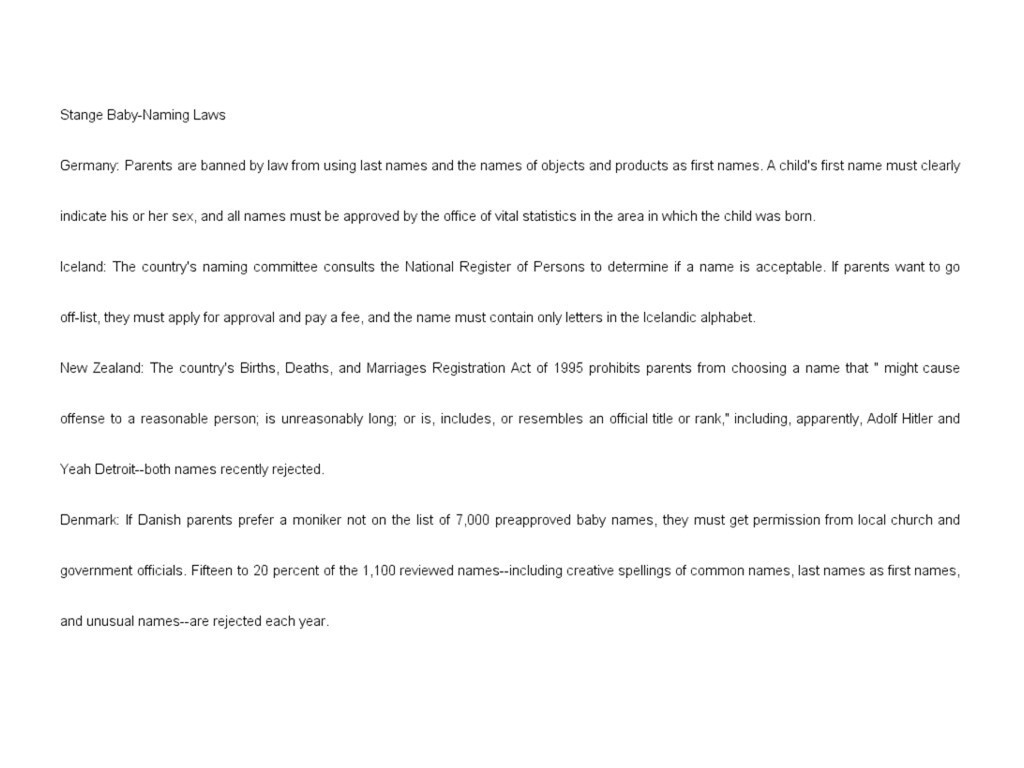 Stange Baby-Naming Laws
Germany: Parents are banned by law from using last names and the names of objects and products as first names. A child's first name must clearly
indicate his or her sex, and all names must be approved by the office of vital statistics in the area in which the child was born.
Iceland: The country's naming committee consults the National Register of Persons to determine if a name is acceptable. If parents want to go
off-list, they must apply for approval and pay a fee, and the name must contain only letters in the Icelandic alphabet.
New Zealand: The country's Births, Deaths, and Marriages Registration Act of 1995 prohibits parents from choosing a name that " might cause
offense to a reasonable person; is unreasonably long; or is, includes, or resembles an official title or rank," including, apparently, Adolf Hitler and
Yeah Detroit--both names recently rejected.
Denmark: If Danish parents prefer a moniker not on the list of 7,000 preapproved baby names, they must get permission from local church and
government officials. Fifteen to 20 percent of the 1,100 reviewed names--including creative spellings of common names, last names as first names,
and unusual names--are rejected each year.